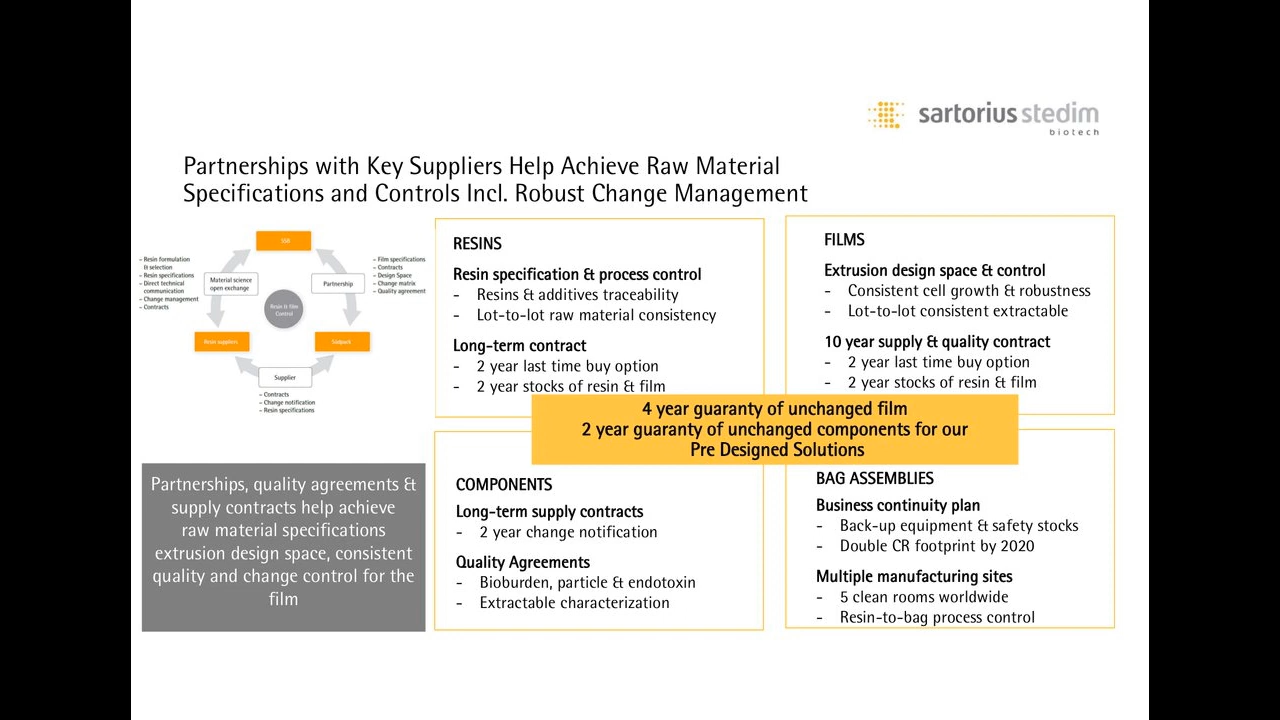 sartorius stedim
biotech
Partnerships with Key Suppliers Help Achieve Raw Material
Specifications and Controls Incl. Robust Change Management
SSB
– Resin formulation
& selection
– Resin specifications
– Direct technical
communication
– Change management
– Contracts
Material science
open exchange
Partnership
– Film specifications
– Contracts
– Design Space
– Change matrix
– Quality agreement
Resin & Film
Control
Resin suppliers
Südpack
Supplier
– Contracts
– Change notification
– Resin specifications
Partnerships, quality agreements &
supply contracts help achieve
raw material specifications
extrusion design space, consistent
quality and change control for the
film
RESINS
Resin specification & process control
- Resins & additives traceability
- Lot-to-lot raw material consistency
Long-term contract
- 2 year last time buy option
- 2 year stocks of resin & film
FILMS
Extrusion design space & control
- Consistent cell growth & robustness
- Lot-to-lot consistent extractable
10 year supply & quality contract
- 2 year last time buy option
- 2 year stocks of resin & film
4 year guaranty of unchanged film
2 year guaranty of unchanged components for our
Pre Designed Solutions
COMPONENTS
Long-term supply contracts
- 2 year change notification
Quality Agreements
- Bioburden, particle & endotoxin
- Extractable characterization
BAG ASSEMBLIES
Business continuity plan
- Back-up equipment & safety stocks
- Double CR footprint by 2020
Multiple manufacturing sites
- 5 clean rooms worldwide
- Resin-to-bag process control